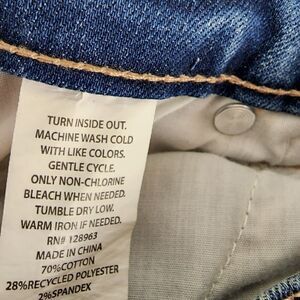 TURN INSIDE OUT.
MACHINE WASH COLD
WITH LIKE COLORS.
GENTLE CYCLE.
ONLY NON-CHLORINE
BLEACH WHEN NEEDED.
TUMBLE DRY LOW.
WARM IRON IF NEEDED.
RN# 128963
MADE IN CHINA
70%COTTON
28%RECYCLED POLYESTER
2%SPANDEX